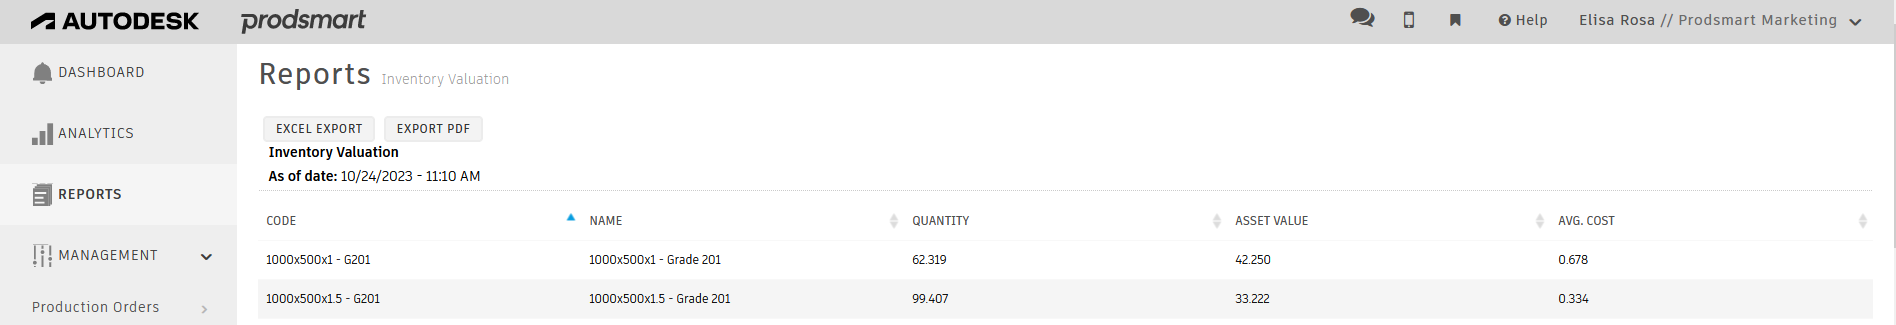 AUTODESK prodsmart Help Elisa Rosa // Prodsmart Marketing
DASHBOARD
ANALYTICS
REPORTS
MANAGEMENT
Production Orders
Reports Inventory Valuation
EXCEL EXPORT EXPORT PDF
Inventory Valuation
As of date: 10/24/2023 - 11:10 AM
CODE NAME QUANTITY ASSET VALUE AVG. COST
1000x500x1 - G201 1000x500x1 - Grade 201 62.319 42.250 0.678
1000x500x1.5 - G201 1000x500x1.5 - Grade 201 99.407 33.222 0.334